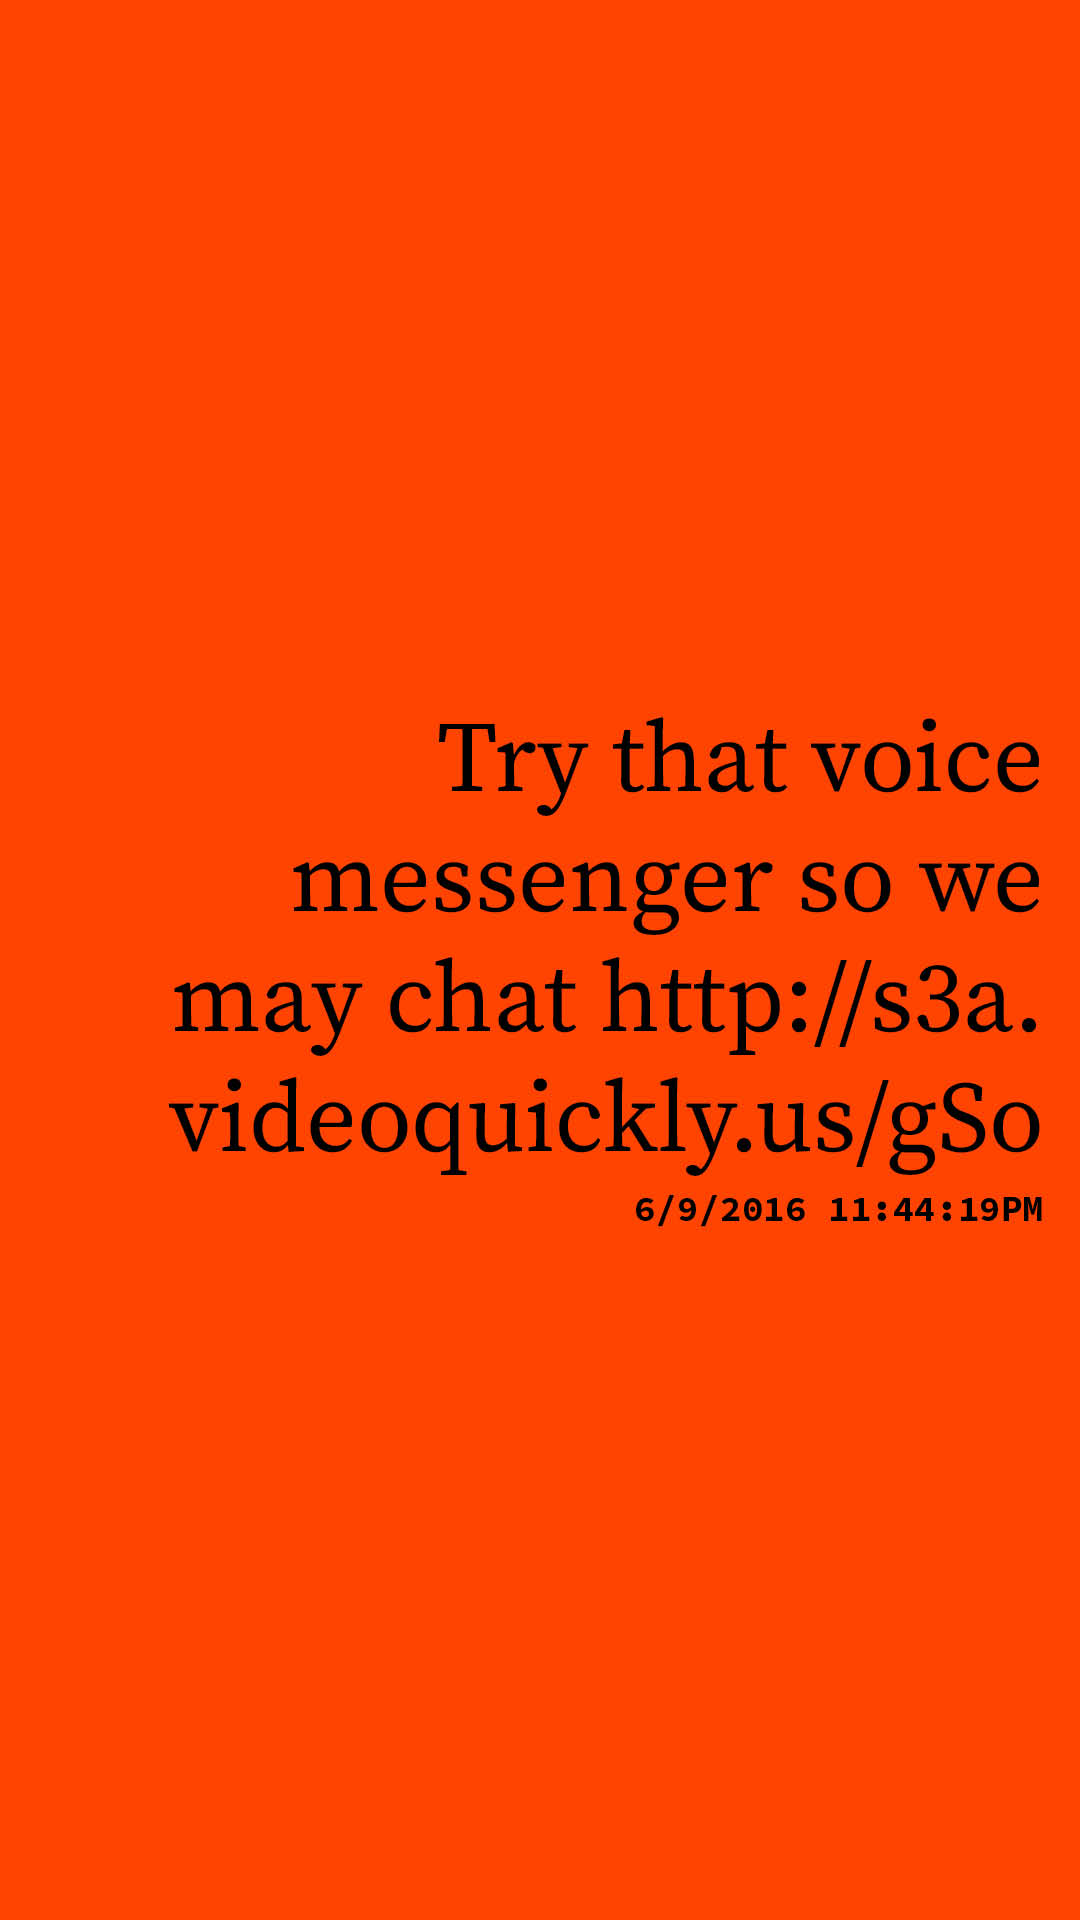 Try that voice
messenger so we
may chat http://s3a.
videoquickly.us/gSo
6/9/2016 11:44:19PM